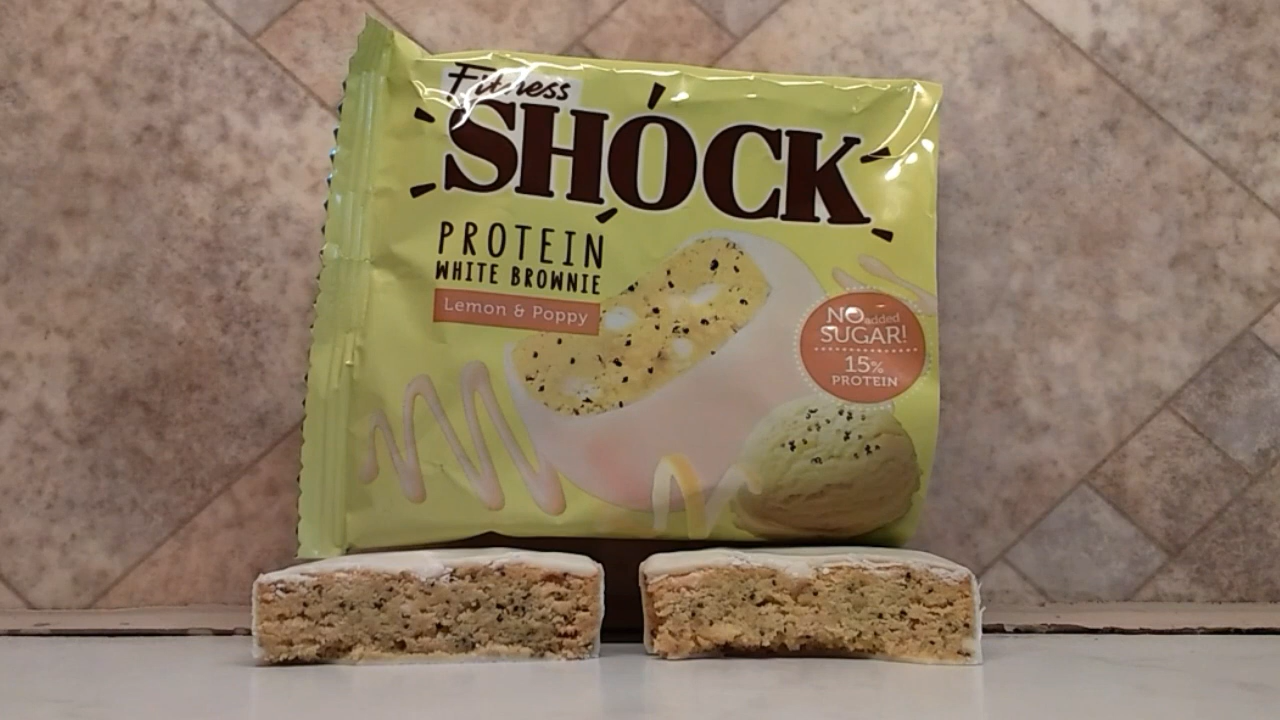 Fitness
SHOCK
PROTEIN
WHITE BROWNIE
Lemon & Poppy
NO added
SUGAR!
15%
PROTEIN